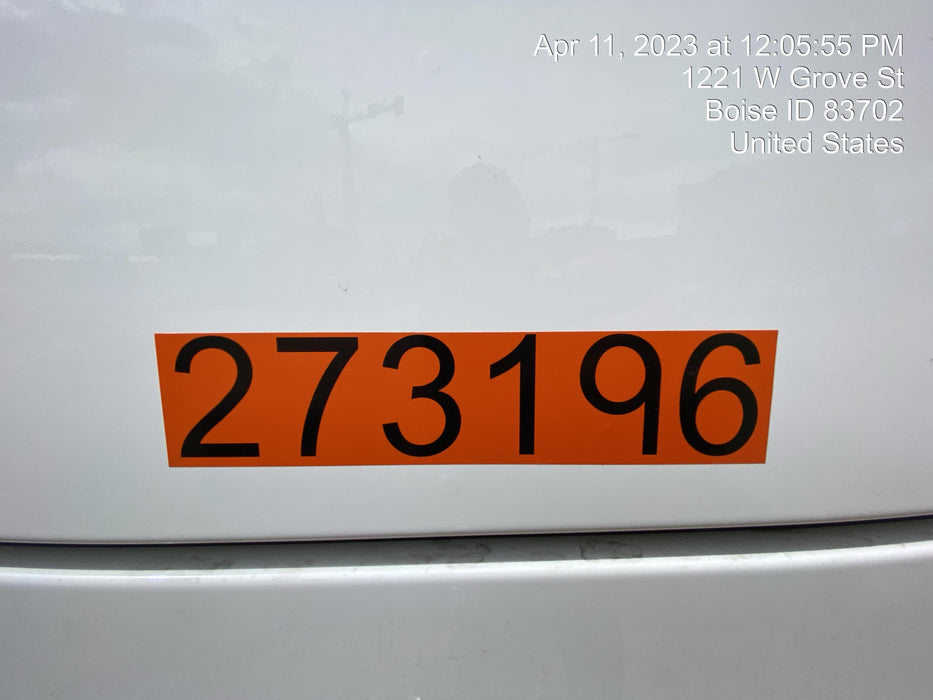 Apr 11, 2023 at 12:05:55 PM
1221 W Grove St
Boise ID 83702
United States
273196